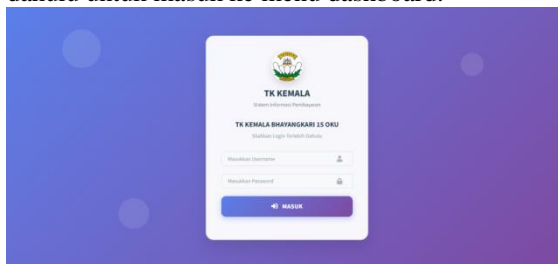 dahulu untuk masuk ke menu dashboard.
TK KEMALA
Sistem Informasi Pembayaran
TK KEMALA BHAYANGKARI 15 OKU
Silahkan Login Terlebih Dahulu
Masukkan Username
Masukkan Password
MASUK